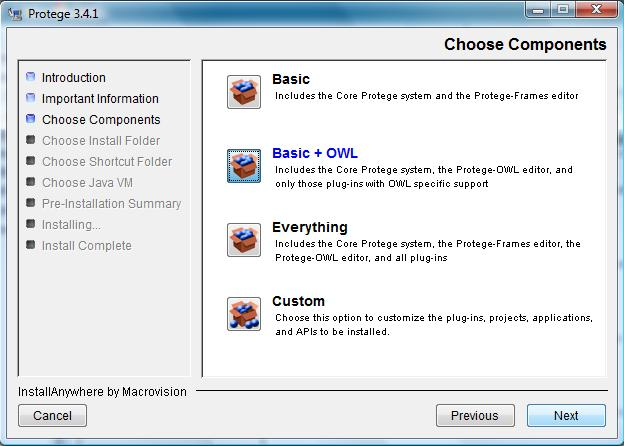 Protege 3.4.1
Choose Components
Introduction
Important Information
Choose Components
Choose Install Folder
Choose Shortcut Folder
Choose Java VM
Pre-Installation Summary
Installing...
Install Complete
Basic
Includes the Core Protege system and the Protege-Frames editor
Basic + OWL
Includes the Core Protege system, the Protege-OWL editor, and
only those plug-ins with OWL specific support
Everything
Includes the Core Protege system, the Protege-Frames editor, the
Protege-OWL editor, and all plug-ins
Custom
Choose this option to customize the plug-ins, projects, applications,
and APIs to be installed.
InstallAnywhere by Macrovision
Cancel
Previous
Next